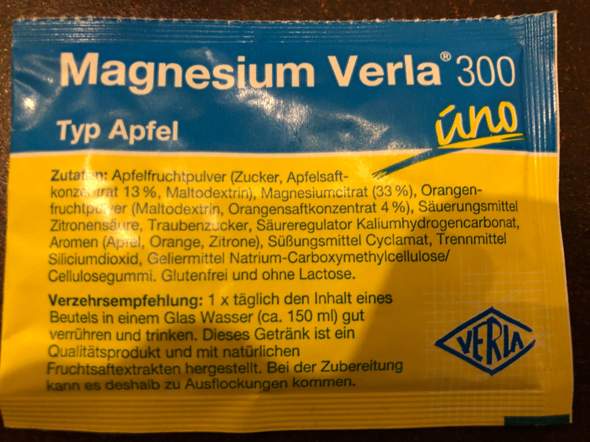 Magnesium Verla® 300
uno
Typ Apfel
Zutaten: Apfelfruchtpulver (Zucker, Apfelsaft-
konzentrat 13 %, Maltodextrin), Magnesiumcitrat (33 %), Orangen-
fruchtpulver (Maltodextrin, Orangensaftkonzentrat 4 %), Säuerungsmittel
Zitronensäure, Traubenzucker, Säureregulator Kaliumhydrogencarbonat,
Aromen (Apfel, Orange, Zitrone), Süßungsmittel Cyclamat, Trennmittel
Siliciumdioxid, Geliermittel Natrium-Carboxymethylcellulose/
Cellulosegummi. Glutenfrei und ohne Lactose.
Verzehrsempfehlung: 1 x täglich den Inhalt eines
Beutels in einem Glas Wasser (ca. 150 ml) gut
verrühren und trinken. Dieses Getränk ist ein
Qualitätsprodukt und mit natürlichen
Fruchtsaftextrakten hergestellt. Bei der Zubereitung
kann es deshalb zu Ausflockungen kommen.
VERLA